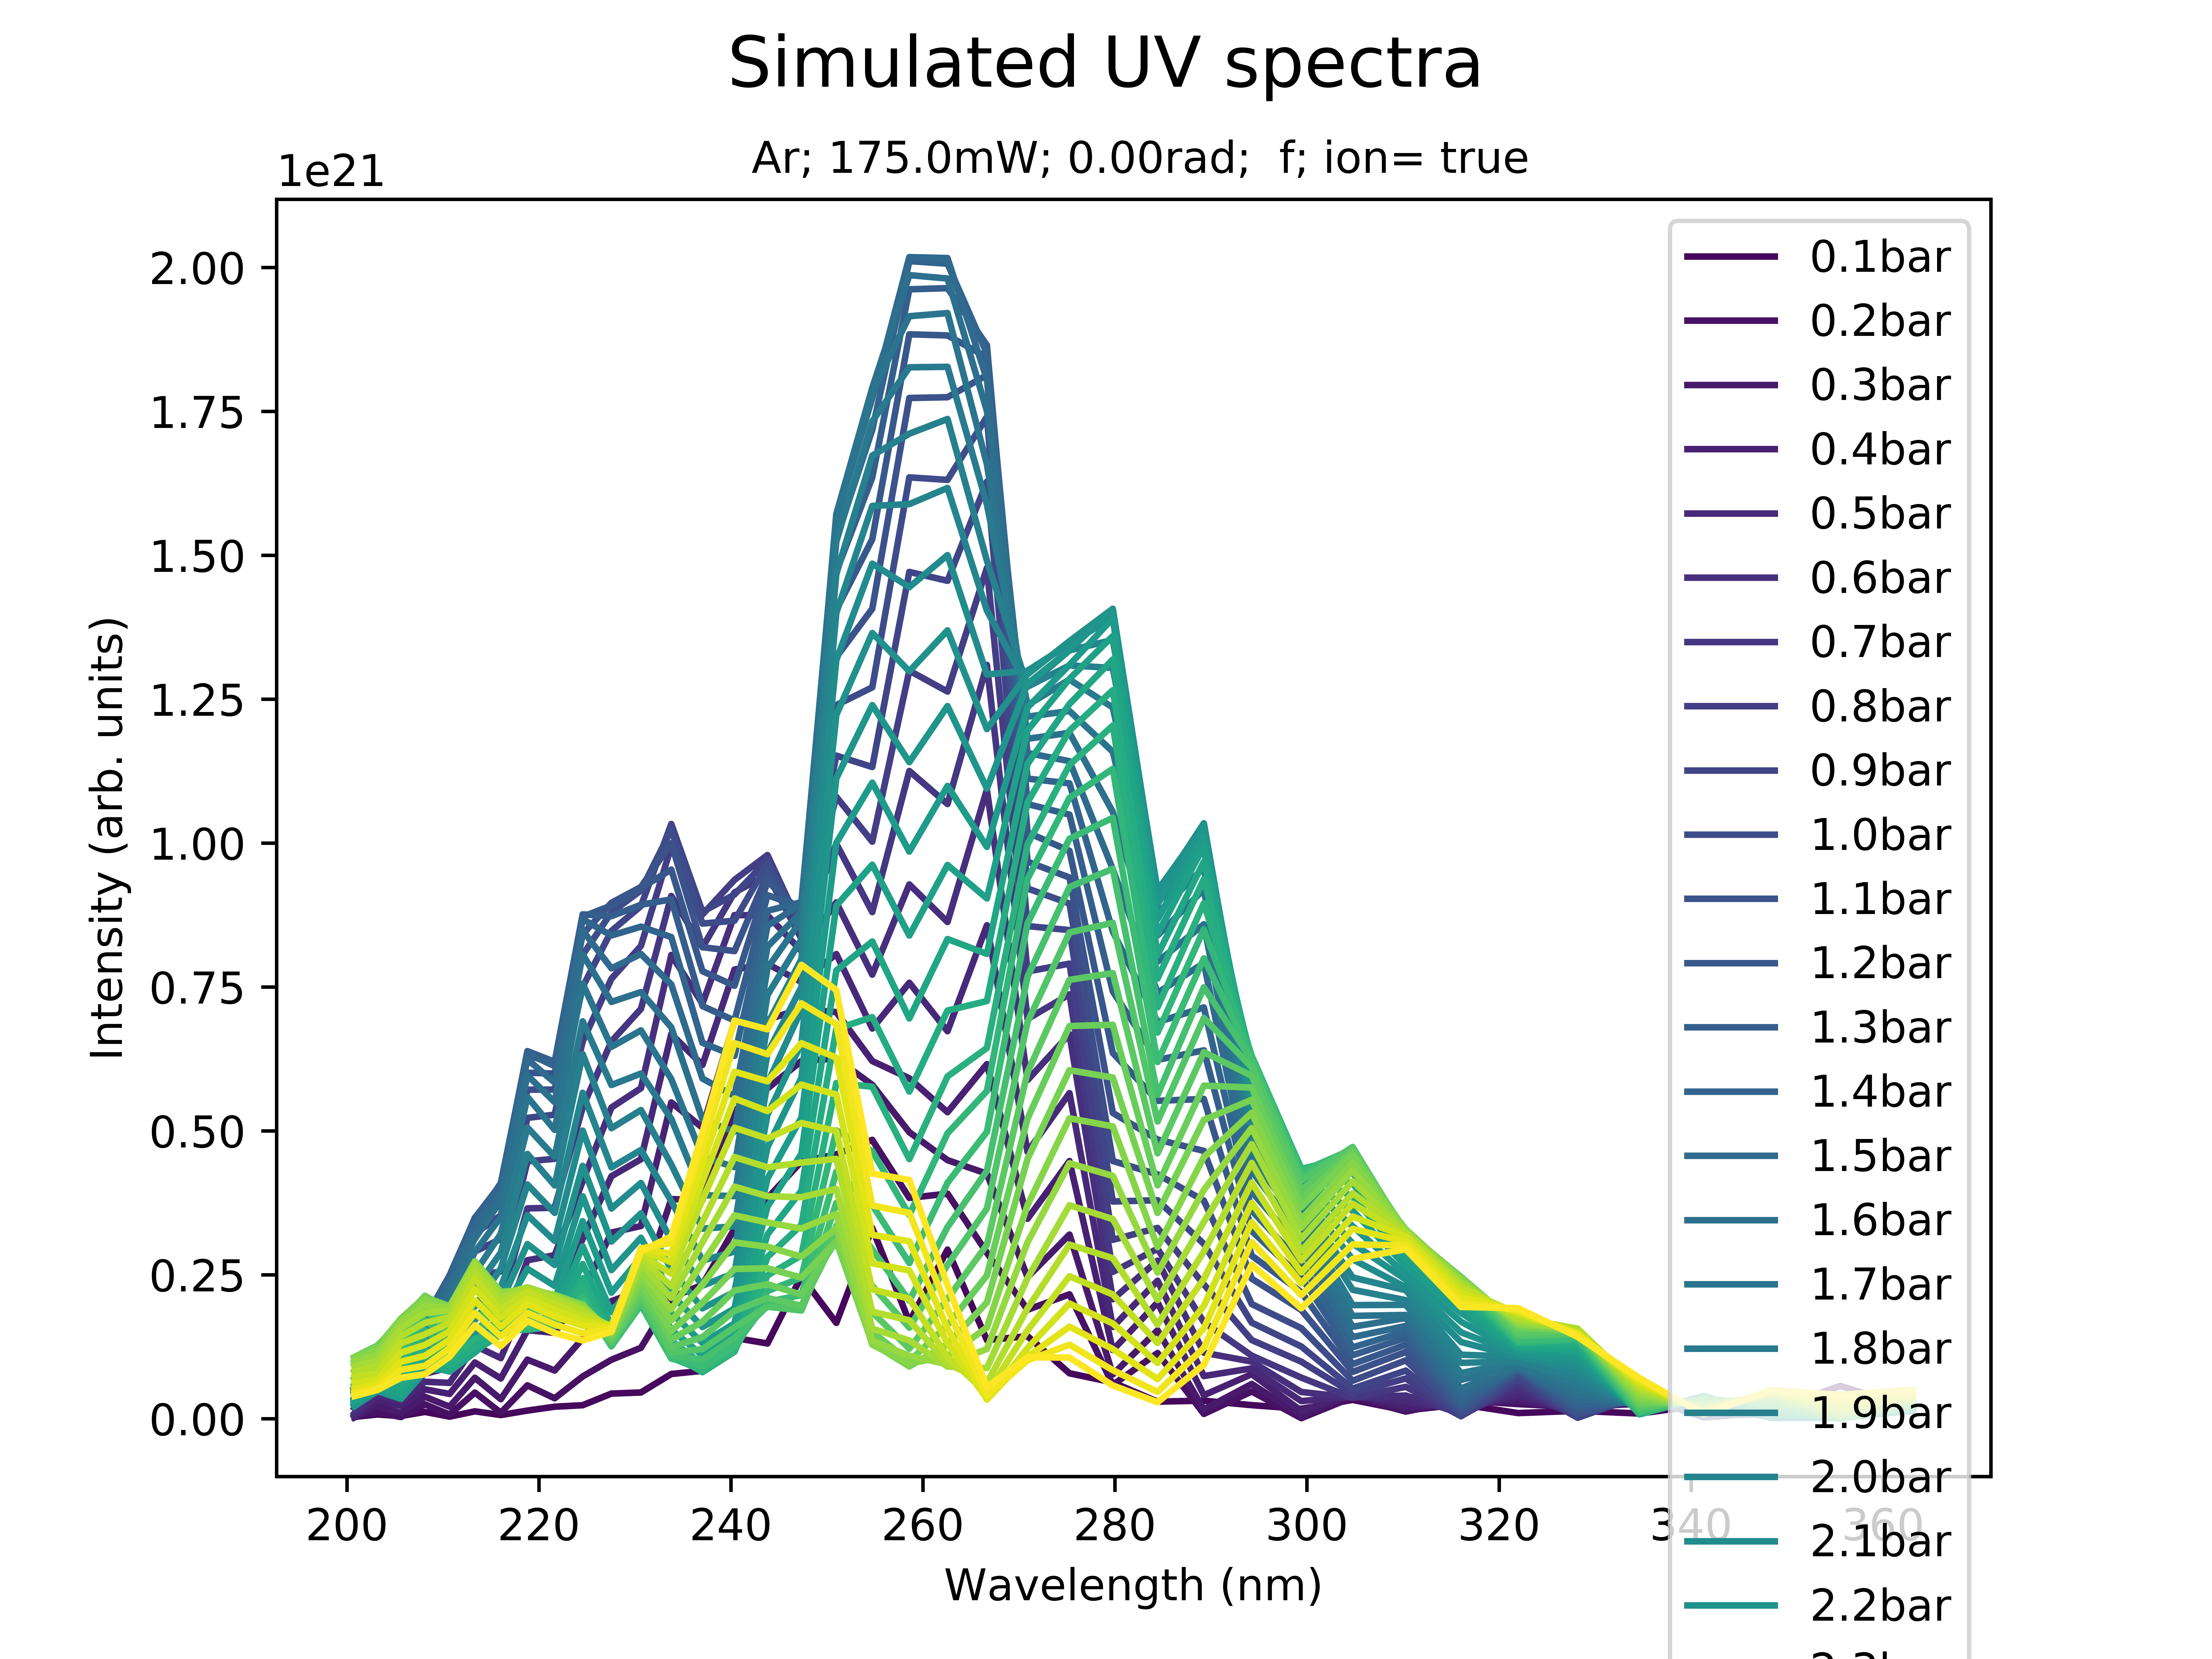 Simulated UV spectra
Ar; 175.0mW; 0.00rad;  f; ion= true
1e21
2.00
1.75
1.50
1.25
1.00
0.75
0.50
0.25
0.00
Intensity (arb. units)
200 220 240 260 280 300 320 340 360
Wavelength (nm)
0.1bar
0.2bar
0.3bar
0.4bar
0.5bar
0.6bar
0.7bar
0.8bar
0.9bar
1.0bar
1.1bar
1.2bar
1.3bar
1.4bar
1.5bar
1.6bar
1.7bar
1.8bar
1.9bar
2.0bar
2.1bar
2.2bar